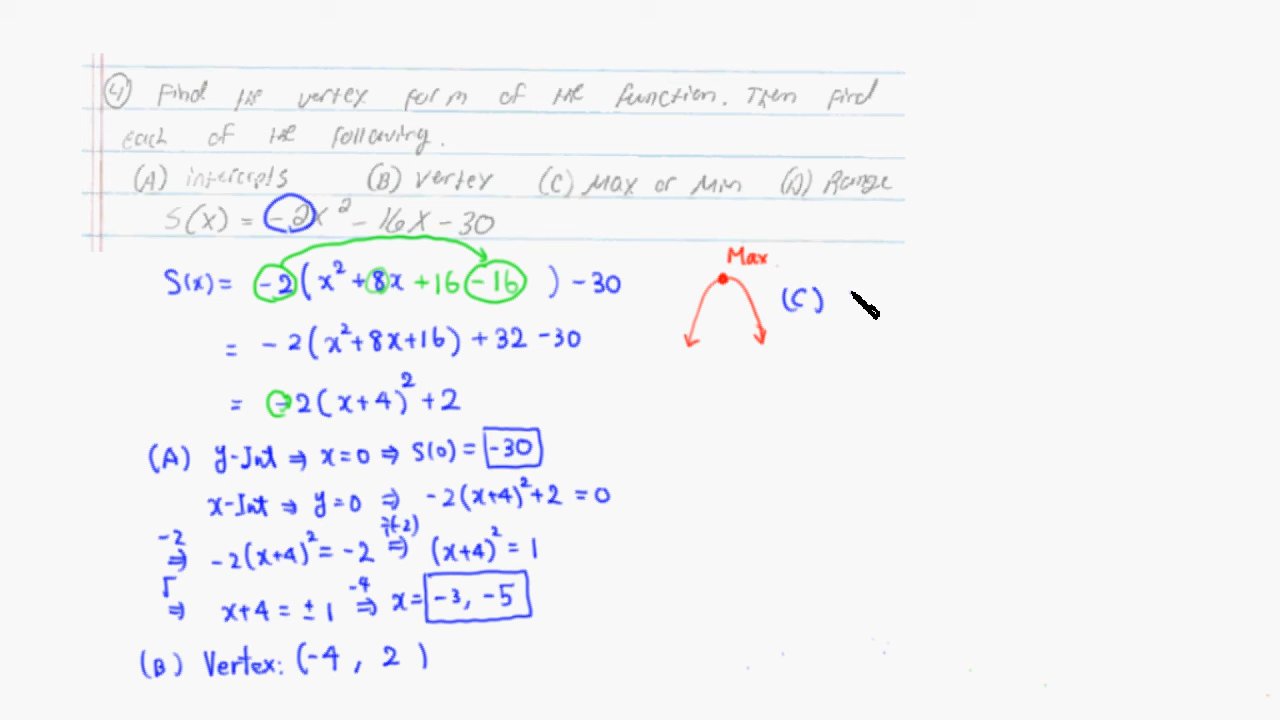 ④ Find the vertex form of the function. Then find
each of the following.
(A) intercepts (B) vertex (C) Max or Min (D) Range
S(x) = -2x² - 16x - 30
S(x) = -2(x² + 8x + 16 - 16 ) - 30
= -2(x² + 8x + 16) + 32 - 30
= -2(x+4)² + 2
Max
(C)
(A) y-Int ⇒ x=0 ⇒ S(0) = -30
x-Int ⇒ y=0 ⇒ -2(x+4)² + 2 = 0
-2 ⇒ -2(x+4)² = -2 ÷(-2) ⇒ (x+4)² = 1
√ ⇒ x+4 = ±1 -4 ⇒ x = -3, -5
(B) Vertex: (-4, 2)